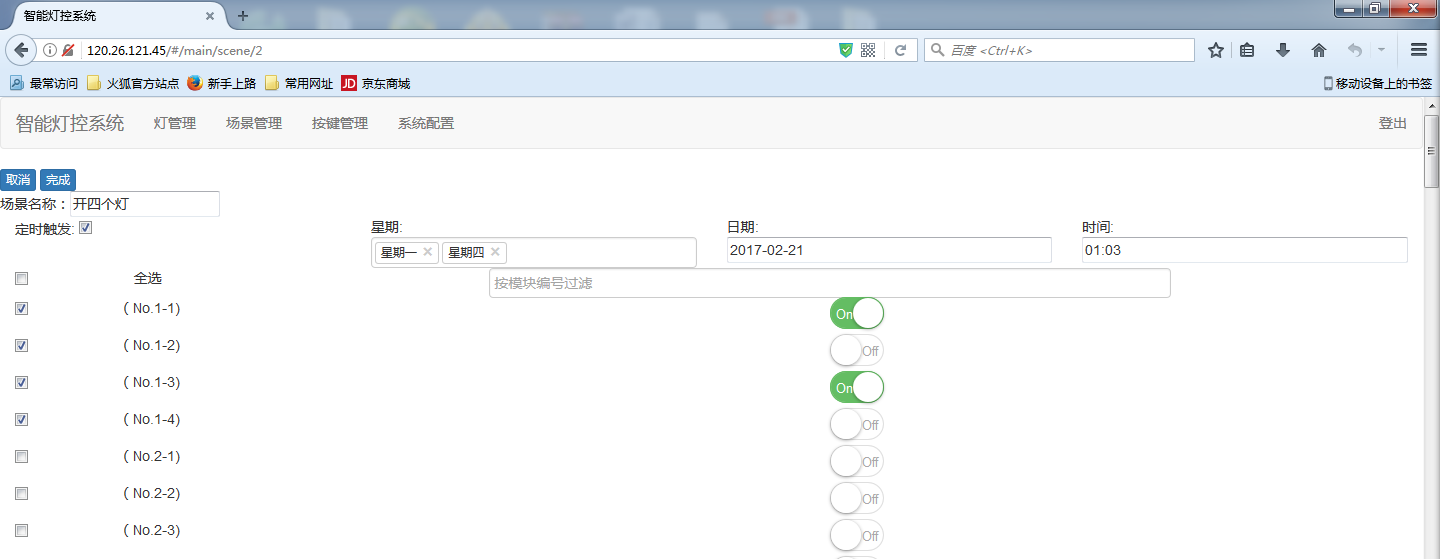 智能灯控系统
120.26.121.45/#/main/scene/2
百度 <Ctrl+K>
最常访问 火狐官方站点 新手上路 常用网址 JD 京东商城 移动设备上的书签
智能灯控系统 灯管理 场景管理 按键管理 系统配置 登出
取消 完成
场景名称：开四个灯
定时触发: 星期: 日期: 时间:
星期一 星期四 2017-02-21 01:03
全选 按模块编号过滤
( No.1-1) On
( No.1-2) Off
( No.1-3) On
( No.1-4) Off
( No.2-1) Off
( No.2-2) Off
( No.2-3) Off